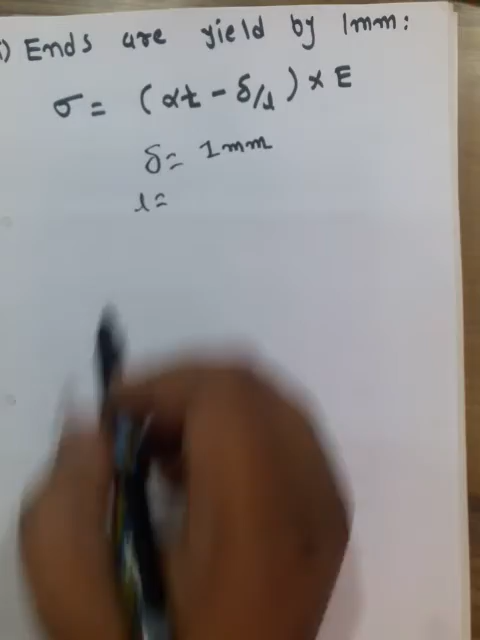 i) Ends are yield by 1mm:
σ = (αt - δ/l) × E
δ = 1mm
l =